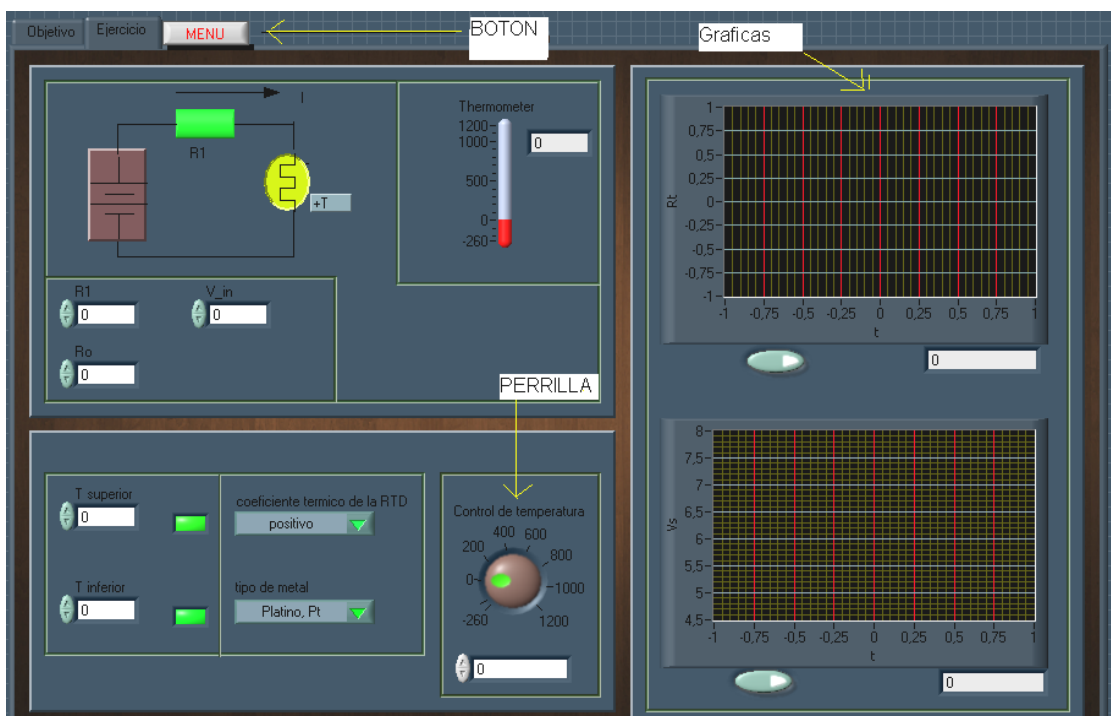 Objetivo
Ejercicio
MENU
BOTON
Graficas
I
R1
+T
Thermometer
1200
1000
500
0
-260
0
R1
0
V_in
0
Ro
0
PERRILLA
T superior
0
coeficiente termico de la RTD
positivo
T inferior
0
tipo de metal
Platino, Pt
Control de temperatura
400 600
200 800
0 1000
-260 1200
0
Rt
1
0,75
0,5
0,25
0
-0,25
-0,5
-0,75
-1
-1 -0,75 -0,5 -0,25 0 0,25 0,5 0,75 1
t
0
Vs
8
7,5
7
6,5
6
5,5
5
4,5
-1 -0,75 -0,5 -0,25 0 0,25 0,5 0,75 1
t
0